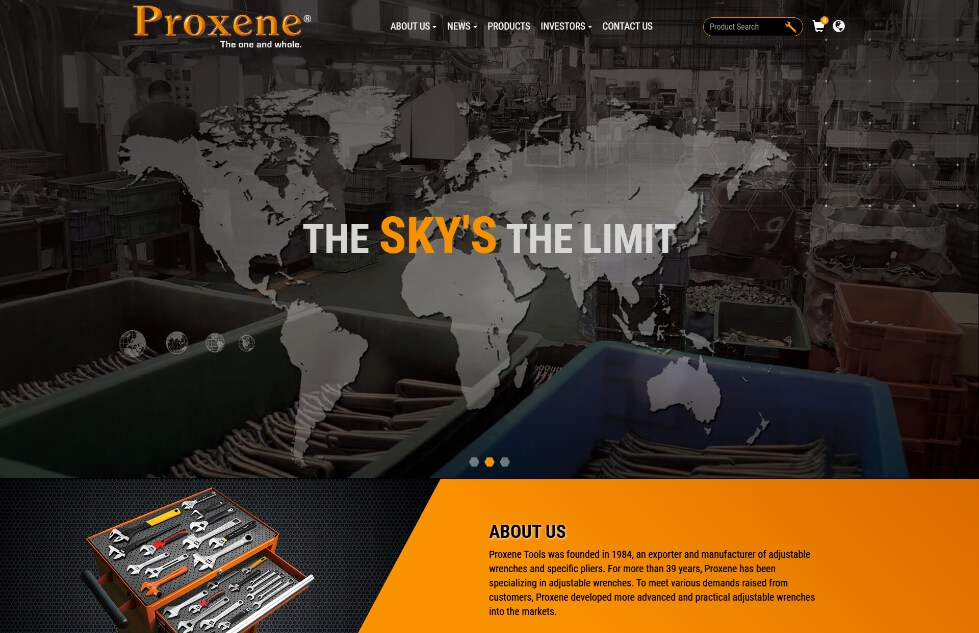 Proxene®
The one and whole.
ABOUT US NEWS PRODUCTS INVESTORS CONTACT US
Product Search
THE SKY'S THE LIMIT
ABOUT US
Proxene Tools was founded in 1984, an exporter and manufacturer of adjustable
wrenches and specific pliers. For more than 39 years, Proxene has been
specializing in adjustable wrenches. To meet various demands raised from
customers, Proxene developed more advanced and practical adjustable wrenches
into the markets.